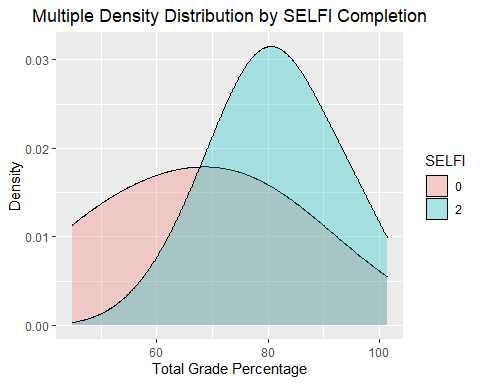 Multiple Density Distribution by SELFI Completion
0.03
0.02
0.01
0.00
Density
60
80
100
Total Grade Percentage
SELFI
0
2